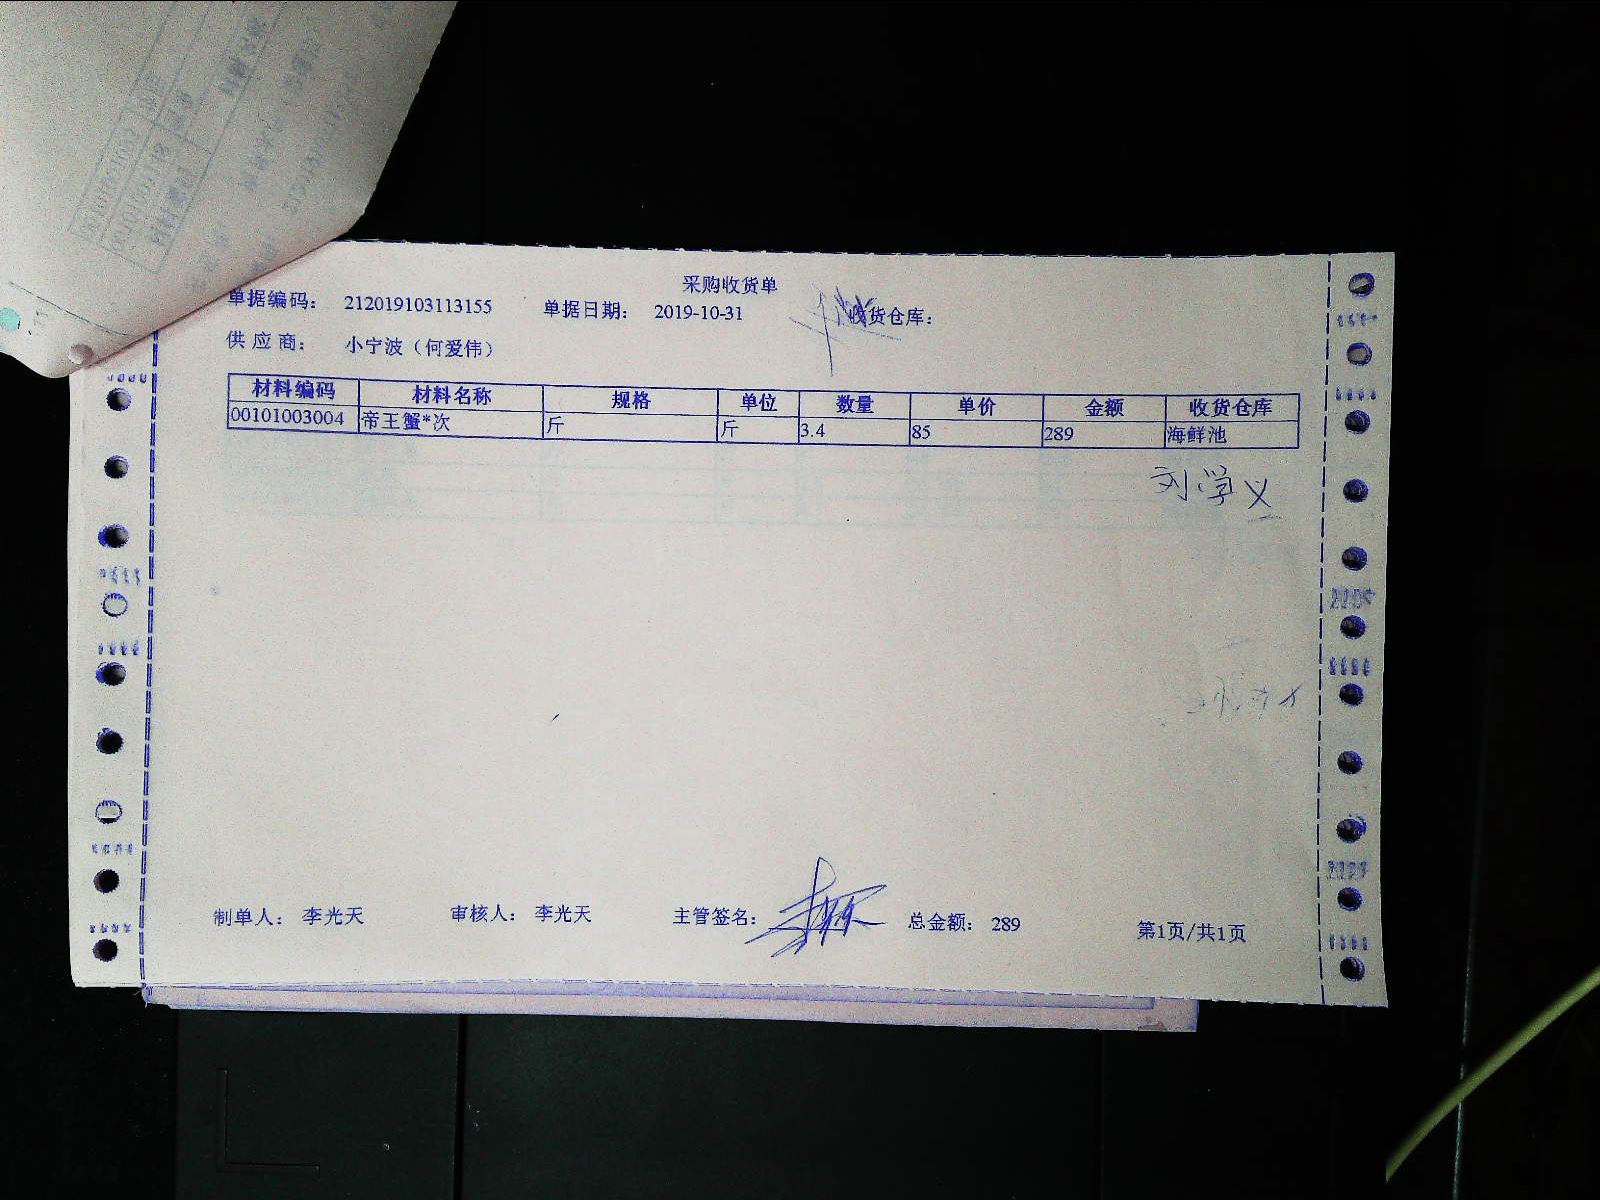 采购收货单
单据编码： 212019103113155 单据日期： 2019-10-31 收货仓库：
供应商： 小宁波（何爱伟）
材料编码 材料名称 规格 单位 数量 单价 金额 收货仓库
00101003004 帝王蟹*次 斤 斤 3.4 85 289 海鲜池
刘学义
制单人： 李光天 审核人： 李光天 主管签名： 总金额： 289 第1页/共1页